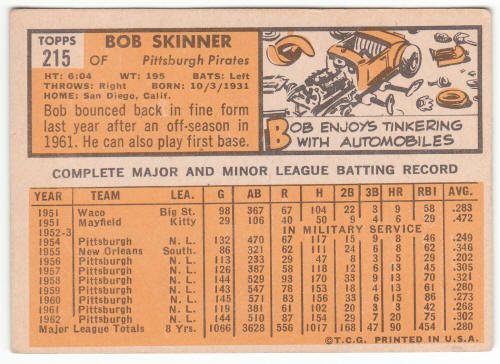 TOPPS
215
BOB SKINNER
OF Pittsburgh Pirates
HT: 6:04 WT: 195 BATS: Left
THROWS: Right BORN: 10/3/1931
HOME: San Diego, Calif.
Bob bounced back in fine form
last year after an off-season in
1961. He can also play first base.
BOB ENJOYS TINKERING
WITH AUTOMOBILES
COMPLETE MAJOR AND MINOR LEAGUE BATTING RECORD
YEAR TEAM LEA. G AB R H 2B 3B HR RBI AVG.
1951 Waco Big St. 98 367 67 104 22 3 9 58 .283
1951 Mayfield Kitty 29 106 40 50 9 4 6 29 .472
1952-3 IN MILITARY SERVICE
1954 Pittsburgh N.L. 132 470 67 117 15 9 8 46 .249
1955 New Orleans South. 86 321 62 111 24 6 8 .346
1956 Pittsburgh N.L. 113 233 29 47 8 3 5 29 .202
1957 Pittsburgh N.L. 126 387 58 118 12 6 13 45 .305
1958 Pittsburgh N.L. 144 529 93 170 33 9 13 70 .321
1959 Pittsburgh N.L. 143 547 78 153 18 4 13 61 .280
1960 Pittsburgh N.L. 145 571 83 156 33 6 15 86 .273
1961 Pittsburgh N.L. 119 381 61 102 20 3 3 42 .268
1962 Pittsburgh N.L. 144 510 87 154 29 7 20 75 .302
Major League Totals 8 Yrs. 1066 3628 556 1017 168 47 90 454 .280
©T.C.G. PRINTED IN U.S.A.